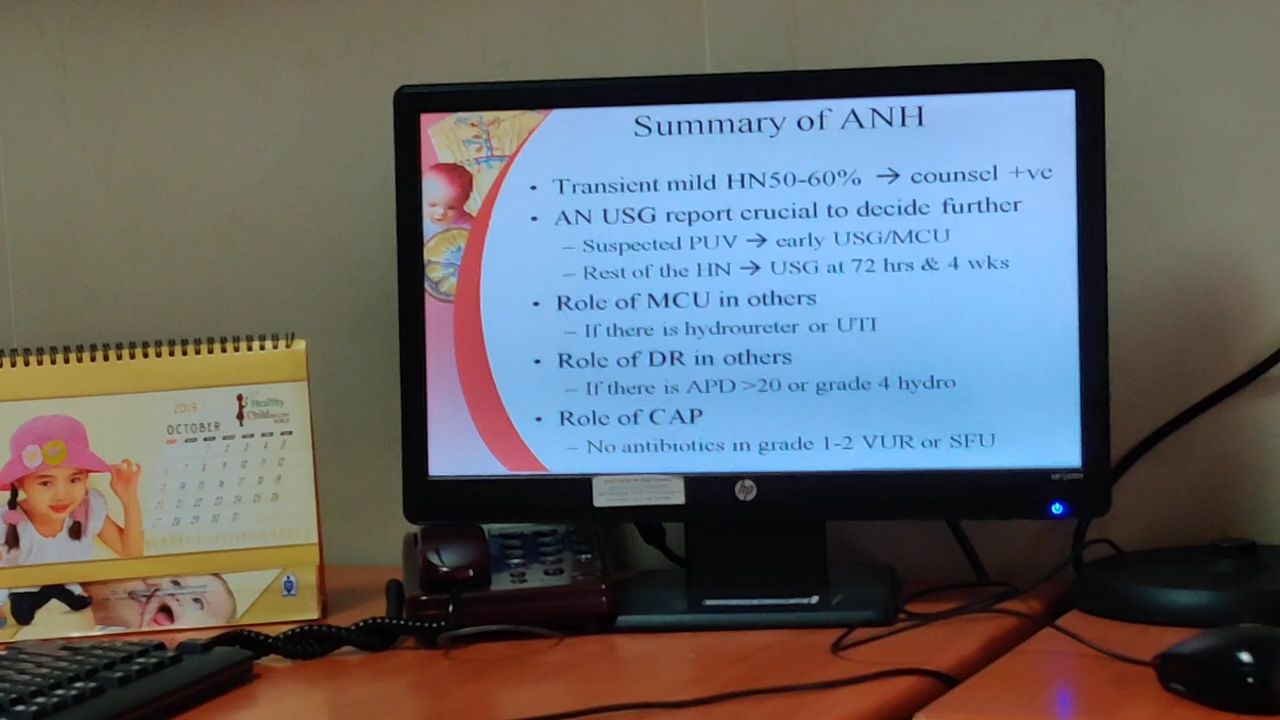 Summary of ANH
• Transient mild HN50-60% → counsel +ve
• AN USG report crucial to decide further
– Suspected PUV → early USG/MCU
– Rest of the HN → USG at 72 hrs & 4 wks
• Role of MCU in others
– If there is hydroureter or UTI
• Role of DR in others
– If there is APD >20 or grade 4 hydro
• Role of CAP
– No antibiotics in grade 1-2 VUR or SFU
hp
2019
OCTOBER
Healthy
Child